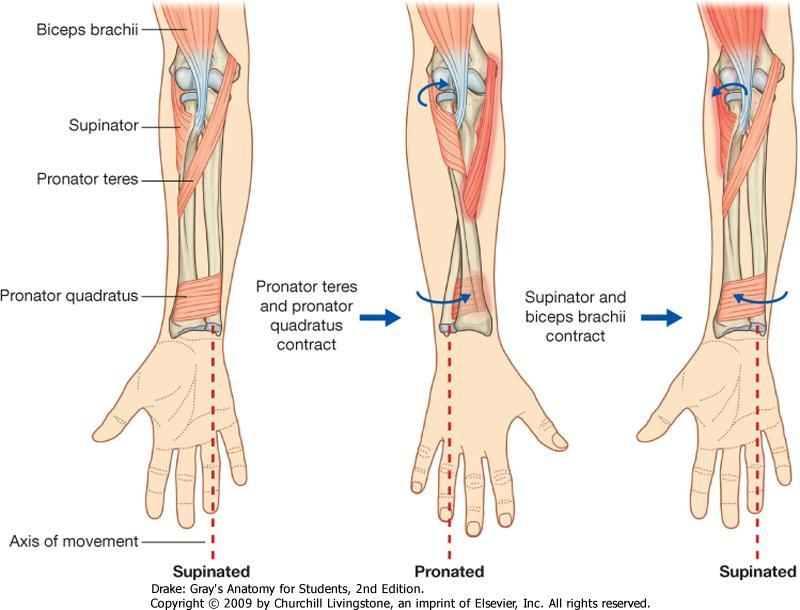 Biceps brachii
Supinator
Pronator teres
Pronator quadratus
Pronator teres
and pronator
quadratus
contract
Supinator and
biceps brachii
contract
Axis of movement
Supinated
Pronated
Supinated
Drake: Gray's Anatomy for Students, 2nd Edition.
Copyright © 2009 by Churchill Livingstone, an imprint of Elsevier, Inc. All rights reserved.